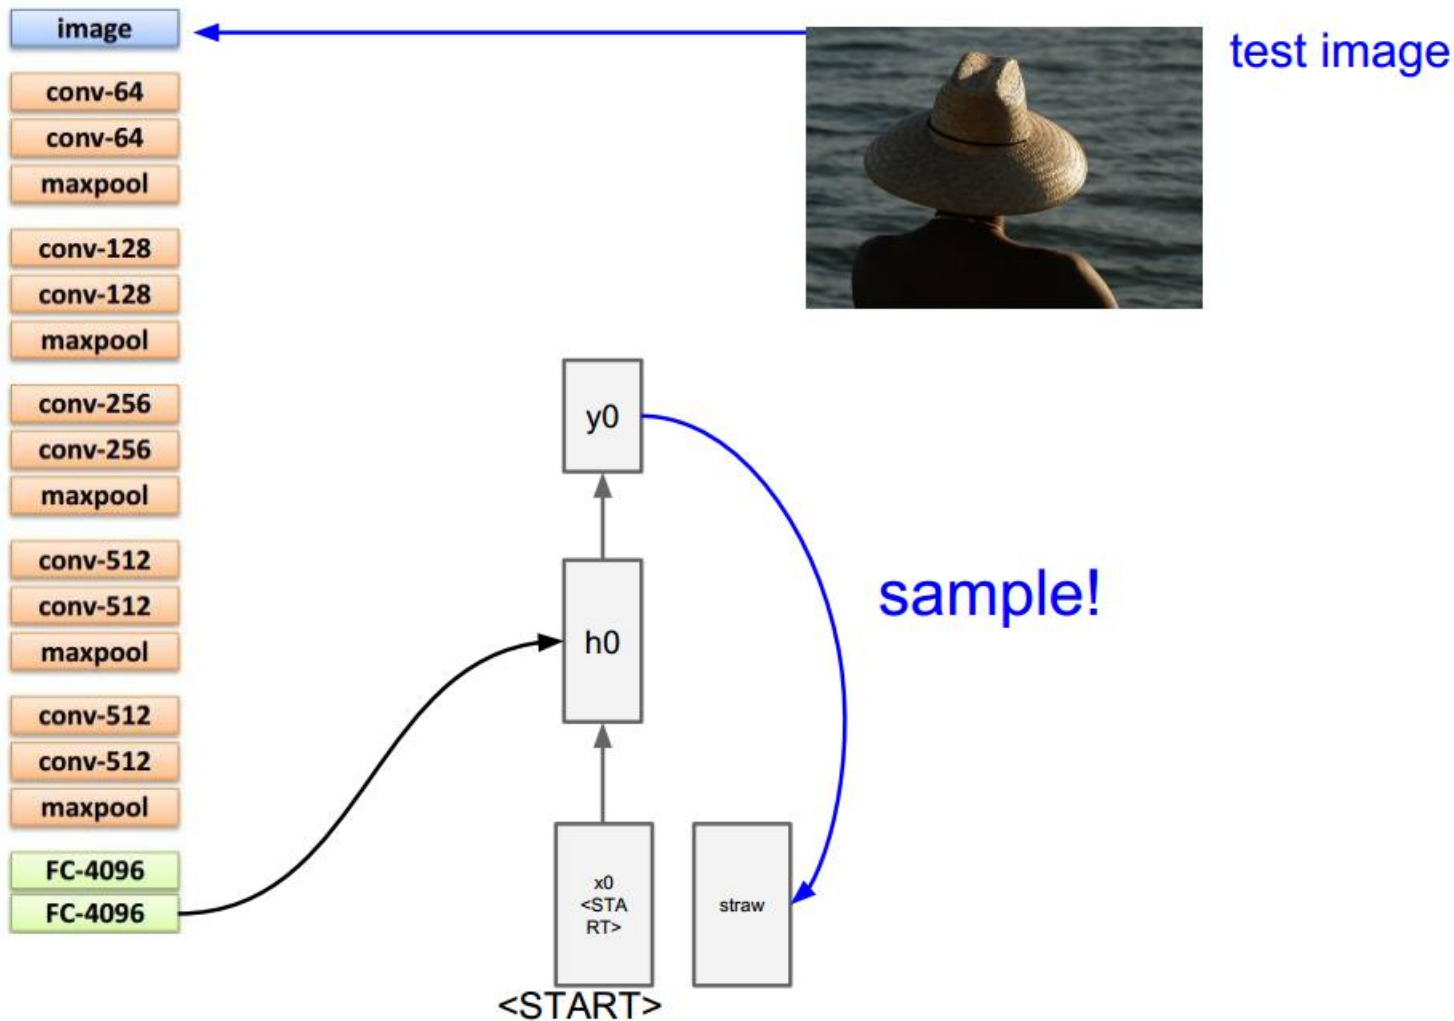 image
conv-64
conv-64
maxpool
conv-128
conv-128
maxpool
conv-256
conv-256
maxpool
conv-512
conv-512
maxpool
conv-512
conv-512
maxpool
FC-4096
FC-4096
test image
y0
sample!
h0
x0
<STA
RT>
straw
<START>